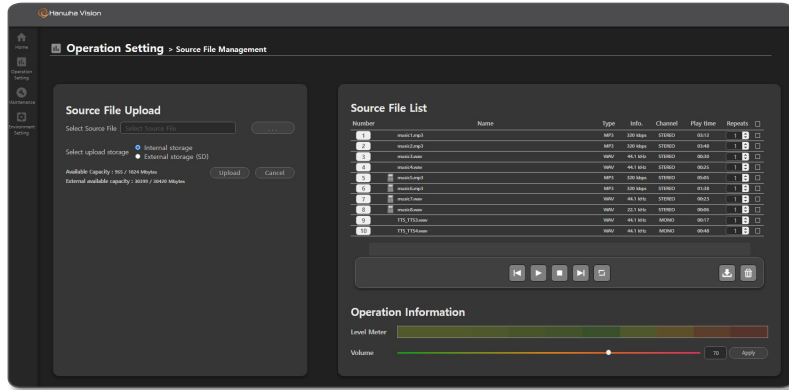 Hanwha Vision
Home
Operation Setting > Source File Management
Operation
Setting
Maintenance
Environment
Setting
Source File Upload
Select Source File Select Source File ...
Select upload storage Internal storage
External storage (SD)
Available Capacity : 955 / 1024 Mbytes
External available capacity : 30399 / 30420 Mbytes
Upload Cancel
Source File List
Number Name Type Info. Channel Play time Repeats
1 music1.mp3 MP3 320 kbps STEREO 03:12 1
2 music2.mp3 MP3 320 kbps STEREO 03:46 1
3 music3.wav WAV 44.1 kHz STEREO 00:30 1
4 music4.wav WAV 44.1 kHz STEREO 00:25 1
5 music5.mp3 MP3 320 kbps STEREO 05:05 1
6 music6.mp3 MP3 320 kbps STEREO 01:38 1
7 music7.wav WAV 44.1 kHz STEREO 00:23 1
8 music8.wav WAV 22.1 kHz STEREO 00:06 1
9 TTS_TTS3.wav WAV 44.1 kHz MONO 00:17 1
10 TTS_TTS4.wav WAV 44.1 kHz MONO 00:48 1
Operation Information
Level Meter
Volume 70 Apply